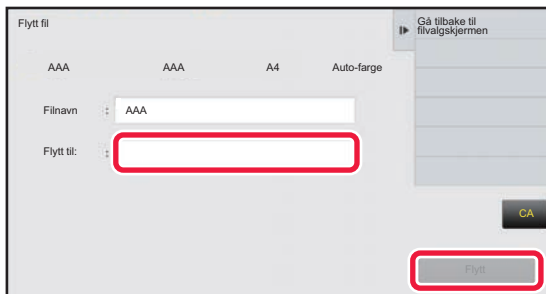 Flytt fil
Gå tilbake til
filvalgskjermen
AAA AAA A4 Auto-farge
Filnavn : AAA
Flytt til: :
CA
Flytt